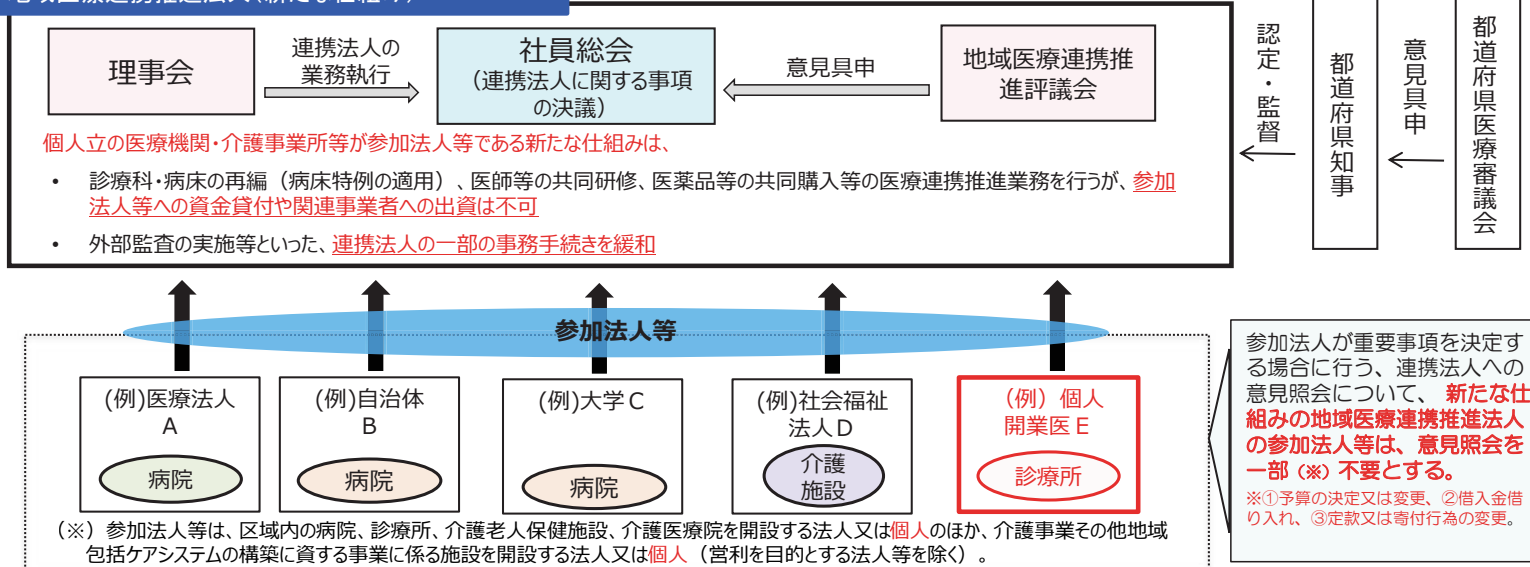 理事会
連携法人の
業務執行
社員総会
（連携法人に関する事項
の決議）
意見具申
地域医療連携推
進評議会
認定・監督
都道府県知事
意見具申
都道府県医療審議会
個人立の医療機関・介護事業所等が参加法人等である新たな仕組みは、
• 診療科・病床の再編（病床特例の適用）、医師等の共同研修、医薬品等の共同購入等の医療連携推進業務を行うが、参加
法人等への資金貸付や関連事業者への出資は不可
• 外部監査の実施等といった、連携法人の一部の事務手続きを緩和
参加法人等
(例)医療法人
A
病院
(例)自治体
B
病院
(例)大学C
病院
(例)社会福祉
法人D
介護
施設
（例）個人
開業医E
診療所
（※）参加法人等は、区域内の病院、診療所、介護老人保健施設、介護医療院を開設する法人又は個人のほか、介護事業その他地域
包括ケアシステムの構築に資する事業に係る施設を開設する法人又は個人（営利を目的とする法人等を除く）。
参加法人が重要事項を決定す
る場合に行う、連携法人への
意見照会について、新たな仕
組みの地域医療連携推進法人
の参加法人等は、意見照会を
一部（※）不要とする。
※①予算の決定又は変更、②借入金借
り入れ、③定款又は寄付行為の変更。